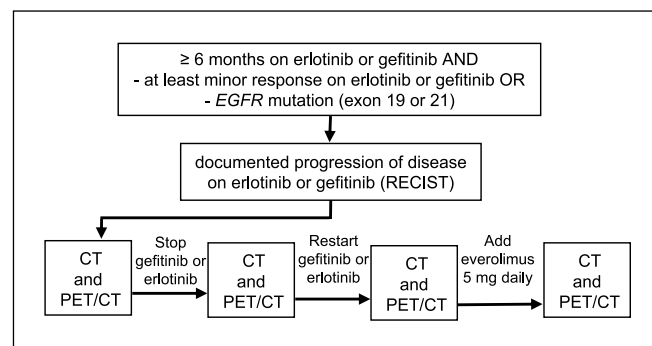 ≥ 6 months on erlotinib or gefitinib AND
- at least minor response on erlotinib or gefitinib OR
- EGFR mutation (exon 19 or 21)
documented progression of disease
on erlotinib or gefitinib (RECIST)
CT
and
PET/CT
Stop
gefitinib or
erlotinib
CT
and
PET/CT
Restart
gefitinib or
erlotinib
CT
and
PET/CT
Add
everolimus
5 mg daily
CT
and
PET/CT